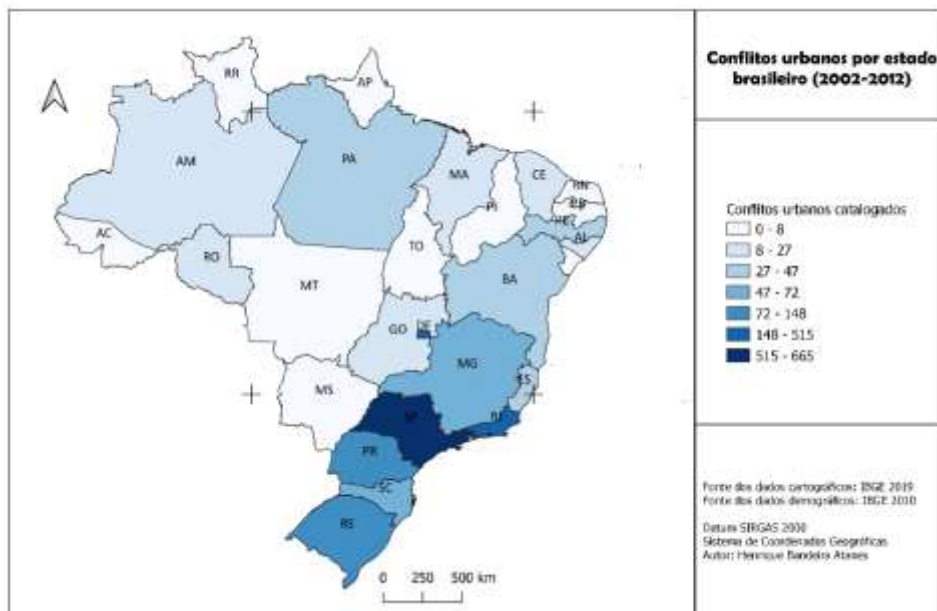 Conflitos urbanos por estado
brasileiro (2002-2012)
RR
AP
AM
PA
MA
CE
RN
PB
PI
PE
AL
AC
TO
RO
BA
MT
GO
DF
MG
ES
MS
SP
RJ
PR
SC
RS
Conflitos urbanos catalogados
0 - 8
8 - 27
27 - 47
47 - 72
72 - 148
148 - 515
515 - 665
Fonte dos dados cartográficos: IBGE 2019
Fonte dos dados demográficos: IBGE 2010
Datum SIRGAS 2000
Sistema de Coordenadas Geográficas
Autor: Henrique Bandeira
0 250 500 km